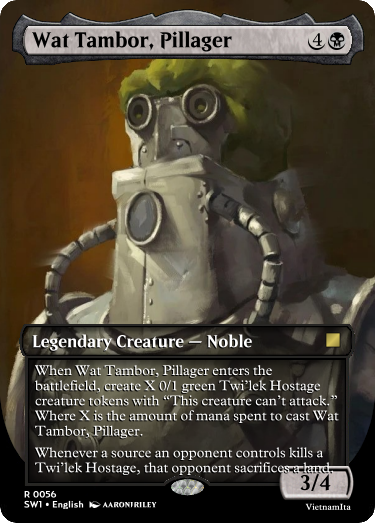 Wat Tambor, Pillager 4
Legendary Creature — Noble
When Wat Tambor, Pillager enters the
battlefield, create X 0/1 green Twi'lek Hostage
creature tokens with "This creature can't attack."
Where X is the amount of mana spent to cast Wat
Tambor, Pillager.
Whenever a source an opponent controls kills a
Twi'lek Hostage, that opponent sacrifices a land.
3/4
R 0056
SW1 • English AARON RILEY
VietnamIta